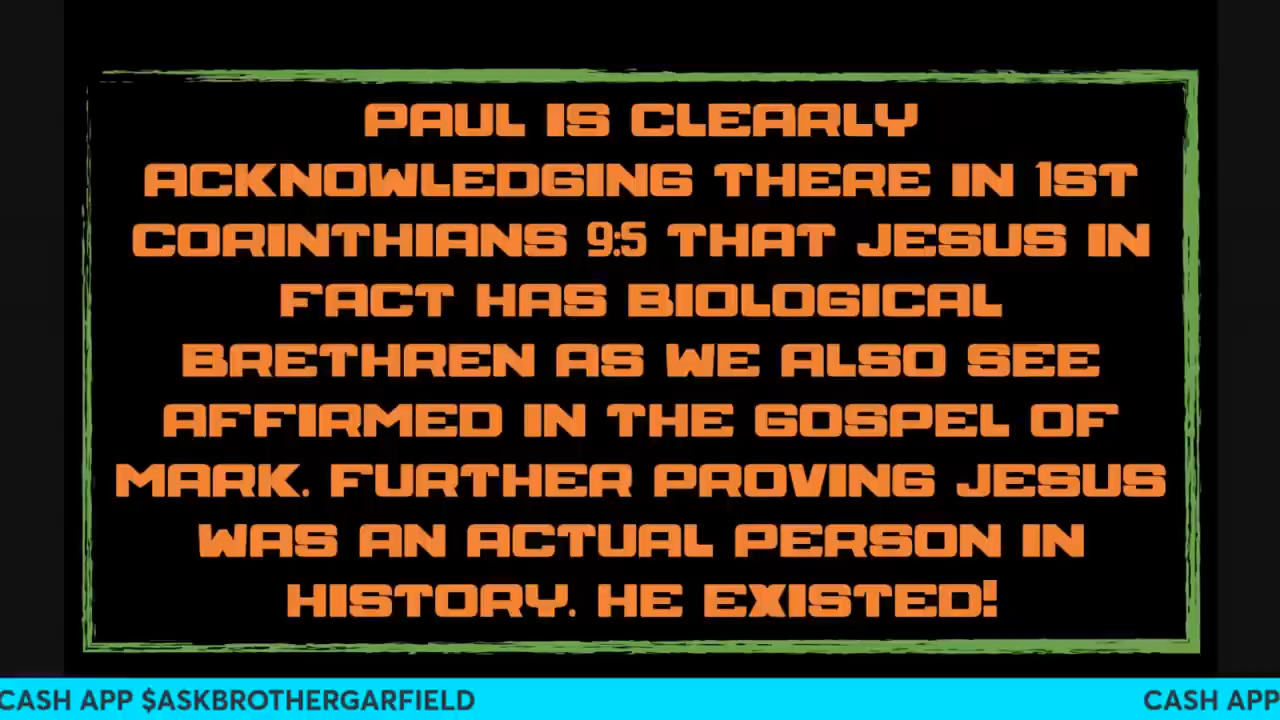 PAUL IS CLEARLY
ACKNOWLEDGING THERE IN 1ST
CORINTHIANS 9:5 THAT JESUS IN
FACT HAS BIOLOGICAL
BRETHREN AS WE ALSO SEE
AFFIRMED IN THE GOSPEL OF
MARK. FURTHER PROVING JESUS
WAS AN ACTUAL PERSON IN
HISTORY. HE EXISTED!
CASH APP $ASKBROTHERGARFIELD CASH APP